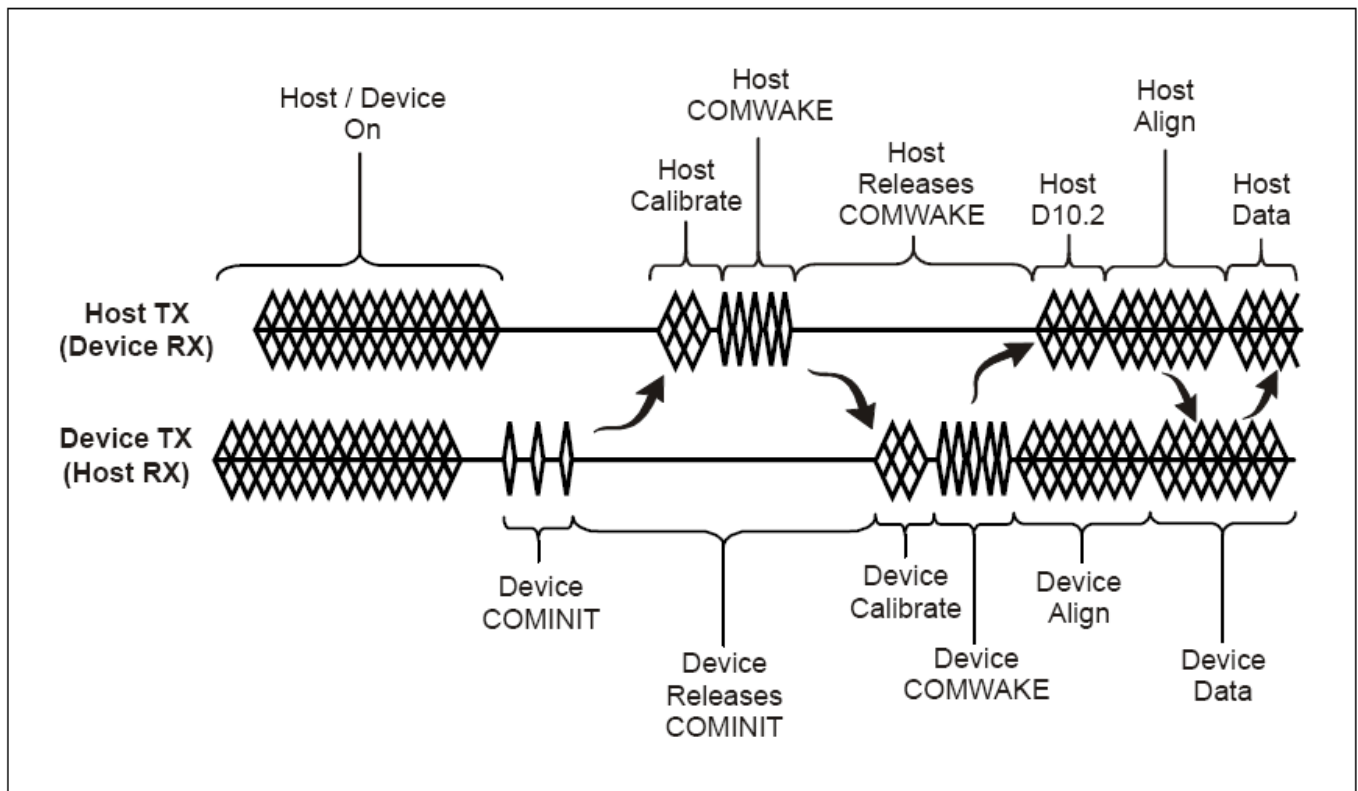 Host / Device
On
Host
Calibrate
Host
COMWAKE
Host
Releases
COMWAKE
Host
D10.2
Host
Align
Host
Data
Host TX
(Device RX)
Device TX
(Host RX)
Device
COMINIT
Device
Releases
COMINIT
Device
Calibrate
Device
COMWAKE
Device
Align
Device
Data